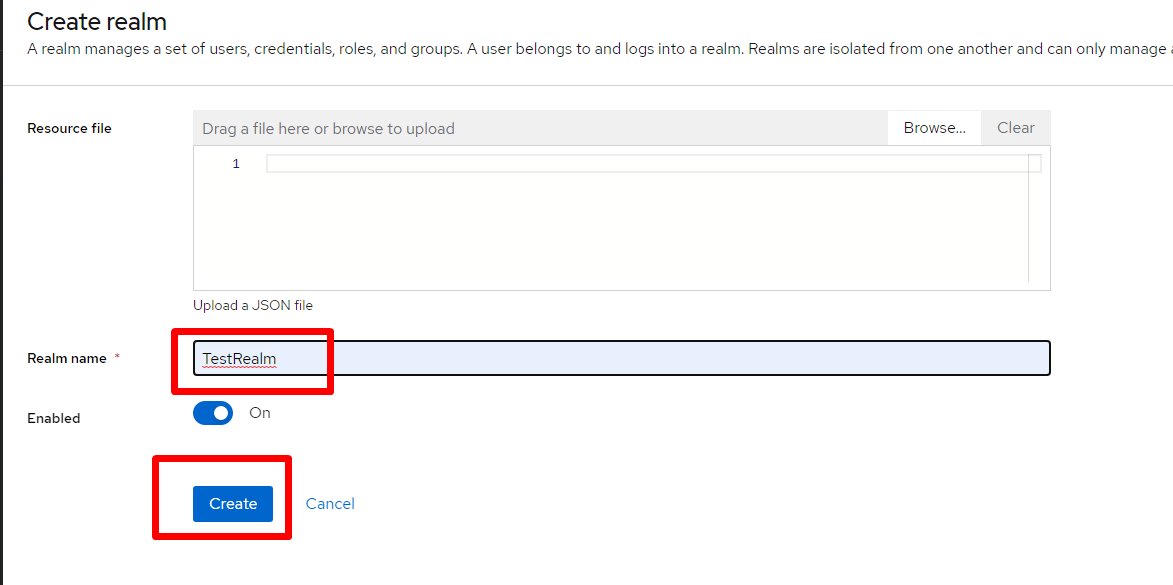 Create realm
A realm manages a set of users, credentials, roles, and groups. A user belongs to and logs into a realm. Realms are isolated from one another and can only manage
Resource file
Drag a file here or browse to upload
Browse...
Clear
1
Upload a JSON file
Realm name *
TestRealm
Enabled
On
Create
Cancel